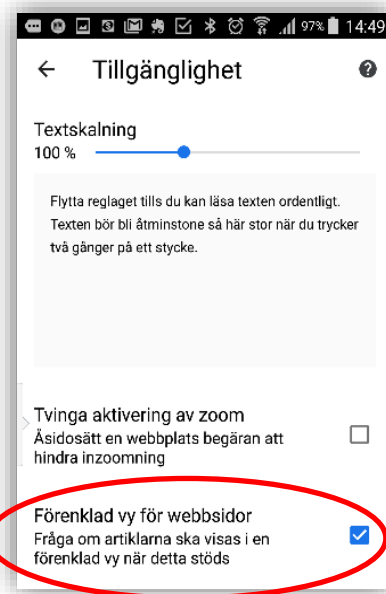 97% 14:49
Tillgänglighet
Textskalning
100 %
Flytta reglaget tills du kan läsa texten ordentligt.
Texten bör bli åtminstone så här stor när du trycker
två gånger på ett stycke.
Tvinga aktivering av zoom
Åsidosätt en webbplats begäran att
hindra inzoomning
Förenklad vy för webbsidor
Fråga om artiklarna ska visas i en
förenklad vy när detta stöds